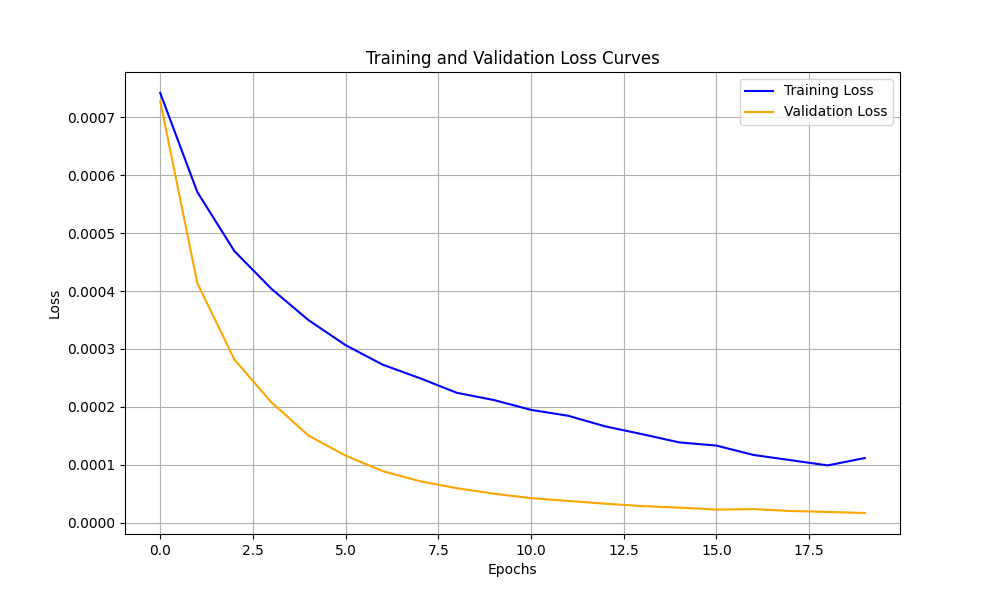 Training and Validation Loss Curves
Training Loss
Validation Loss
0.0007
0.0006
0.0005
0.0004
0.0003
0.0002
0.0001
0.0000
Loss
0.0 2.5 5.0 7.5 10.0 12.5 15.0 17.5
Epochs